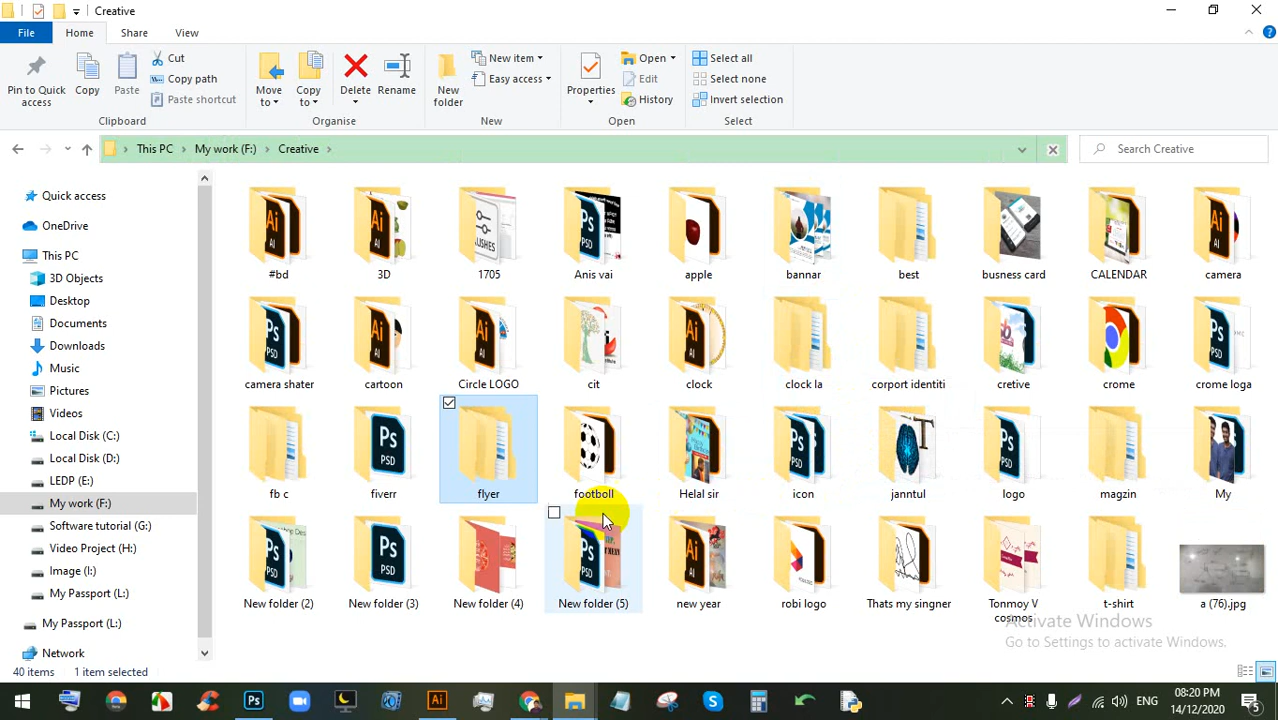 Creative
File Home Share View
Pin to Quick access
Copy
Paste
Cut
Copy path
Paste shortcut
Move to
Copy to
Delete
Rename
New folder
New item
Easy access
Properties
Open
Edit
History
Select all
Select none
Invert selection
Clipboard Organise New Open Select
This PC > My work (F:) > Creative >
Search Creative
Quick access
OneDrive
This PC
3D Objects
Desktop
Documents
Downloads
Music
Pictures
Videos
Local Disk (C:)
Local Disk (D:)
LEDP (E:)
My work (F:)
Software tutorial (G:)
Video Project (H:)
Image (I:)
My Passport (L:)
My Passport (L:)
Network
#bd 3D 1705 Anis vai apple bannar best busness card CALENDAR camera
camera shater cartoon Circle LOGO cit clock clock la corport identiti cretive crome crome loga
fb c fiverr flyer footboll Helal sir icon janntul logo magzin My
New folder (2) New folder (3) New folder (4) New folder (5) new year robi logo Thats my singner Tonmoy V cosmos t-shirt a (76).jpg
Activate Windows
Go to Settings to activate Windows.
40 items 1 item selected
ENG
08:20 PM
14/12/2020
5